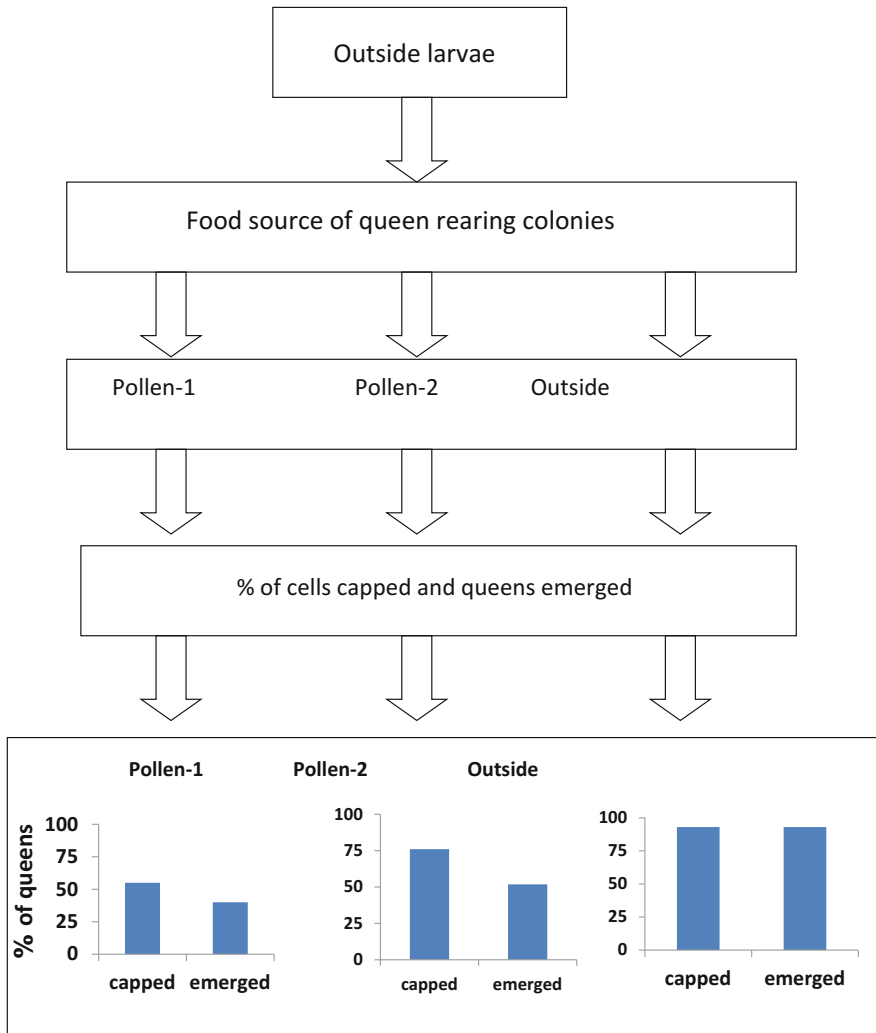 Outside larvae
Food source of queen rearing colonies
Pollen-1 Pollen-2 Outside
% of cells capped and queens emerged
Pollen-1 Pollen-2 Outside
% of queens
100
75
50
25
0
capped emerged
100
75
50
25
0
capped emerged
100
75
50
25
0
capped emerged